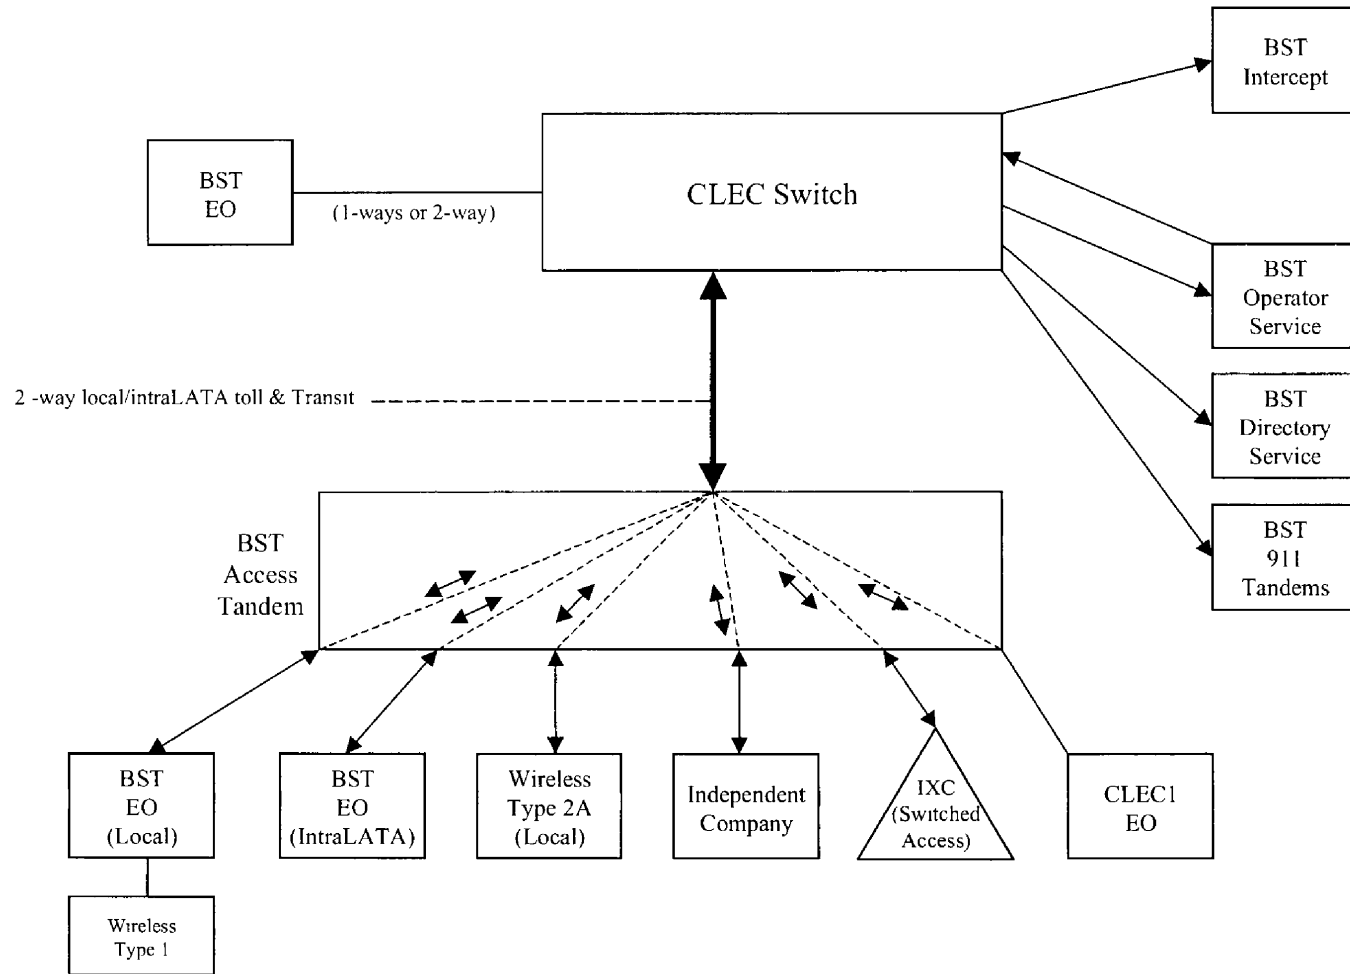 BST
Intercept
BST
EO
(1-ways or 2-way)
CLEC Switch
BST
Operator
Service
2 -way local/intraLATA toll & Transit
BST
Directory
Service
BST
911
Tandems
BST
Access
Tandem
BST
EO
(Local)
BST
EO
(IntraLATA)
Wireless
Type 2A
(Local)
Independent
Company
IXC
(Switched
Access)
CLEC1
EO
Wireless
Type 1